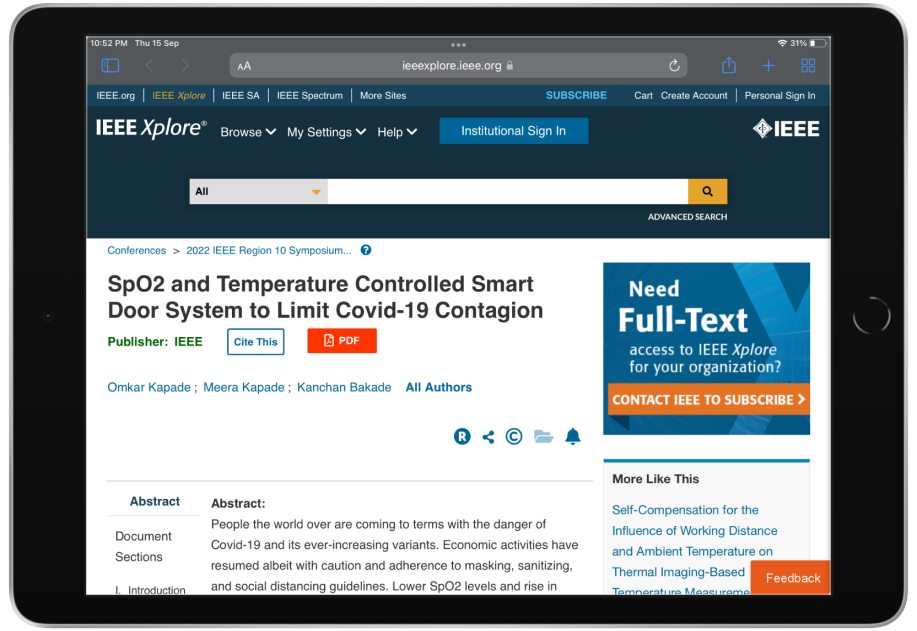 10:52 PM Thu 15 Sep
31%
AA
ieeexplore.ieee.org
IEEE.org
IEEE Xplore
IEEE SA
IEEE Spectrum
More Sites
SUBSCRIBE
Cart
Create Account
Personal Sign In
IEEE Xplore®
Browse
My Settings
Help
Institutional Sign In
IEEE
All
ADVANCED SEARCH
Conferences > 2022 IEEE Region 10 Symposium... ?
SpO2 and Temperature Controlled Smart
Door System to Limit Covid-19 Contagion
Publisher: IEEE
Cite This
PDF
Omkar Kapade ; Meera Kapade ; Kanchan Bakade All Authors
R
©
Abstract
Document
Sections
I. Introduction
Abstract:
People the world over are coming to terms with the danger of
Covid-19 and its ever-increasing variants. Economic activities have
resumed albeit with caution and adherence to masking, sanitizing,
and social distancing guidelines. Lower SpO2 levels and rise in
Need
Full-Text
access to IEEE Xplore
for your organization?
CONTACT IEEE TO SUBSCRIBE >
More Like This
Self-Compensation for the
Influence of Working Distance
and Ambient Temperature on
Thermal Imaging-Based
Temperature Measureme
Feedback